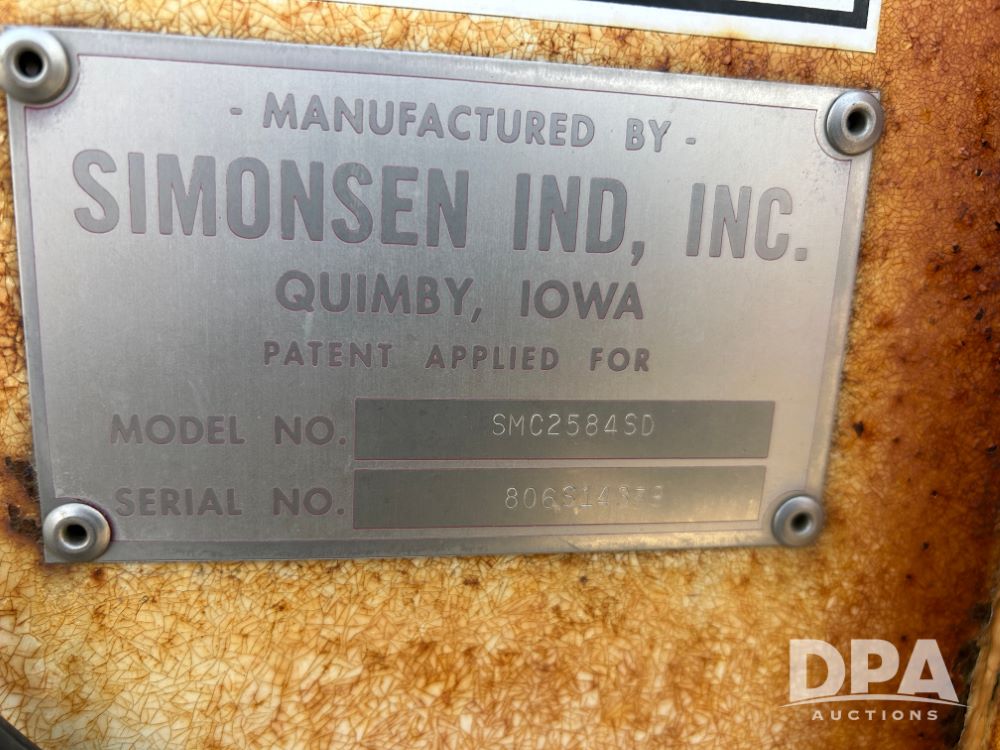 - MANUFACTURED BY -
SIMONSEN IND, INC.
QUIMBY, IOWA
PATENT APPLIED FOR
MODEL NO. SMC2584SD
SERIAL NO.
DPA
AUCTIONS